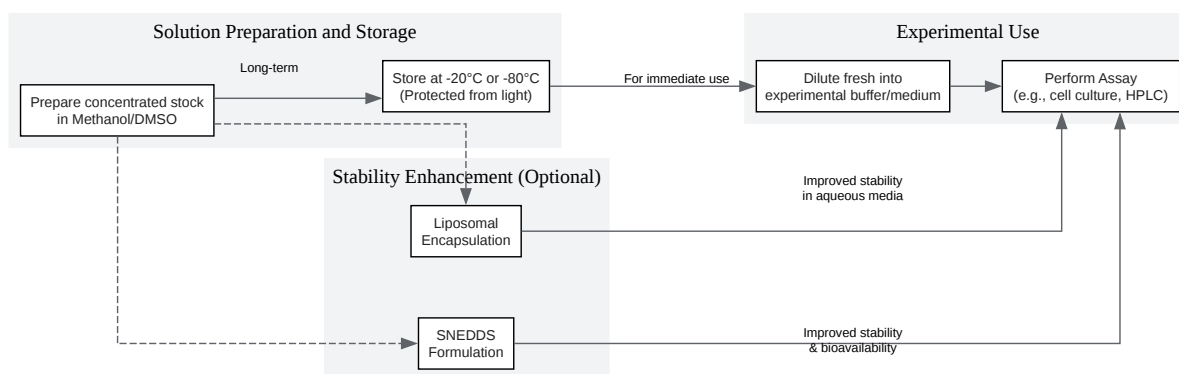 Solution Preparation and Storage
Experimental Use
Long-term
Store at -20°C or -80°C
(Protected from light)
For immediate use
Dilute fresh into
experimental buffer/medium
Perform Assay
(e.g., cell culture, HPLC)
Prepare concentrated stock
in Methanol/DMSO
Stability Enhancement (Optional)
Improved stability
in aqueous media
Liposomal
Encapsulation
SNEDDS
Formulation
Improved stability
& bioavailability